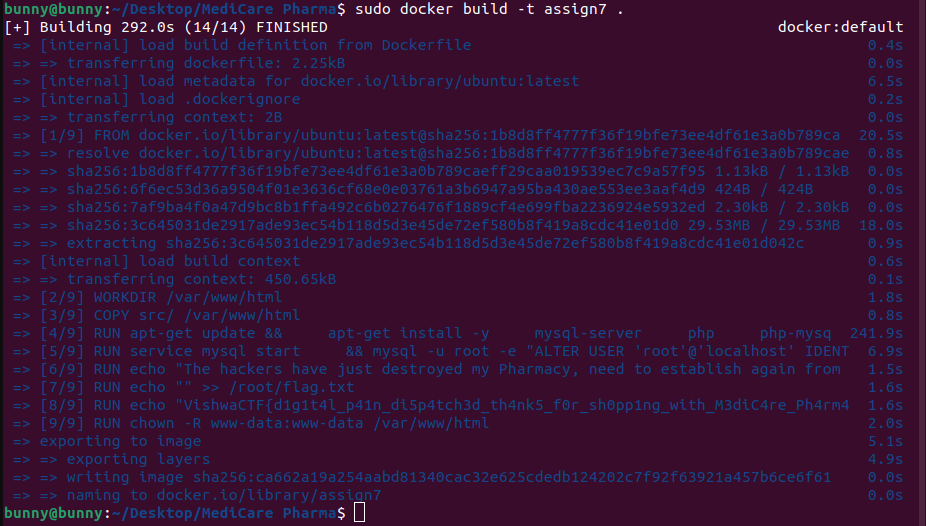 bunny@bunny:~/Desktop/MediCare Pharma$ sudo docker build -t assign7 .
[+] Building 292.0s (14/14) FINISHED docker:default
=> [internal] load build definition from Dockerfile 0.4s
=> => transferring dockerfile: 2.25kB 0.0s
=> [internal] load metadata for docker.io/library/ubuntu:latest 6.5s
=> [internal] load .dockerignore 0.2s
=> => transferring context: 2B 0.0s
=> [1/9] FROM docker.io/library/ubuntu:latest@sha256:1b8d8ff4777f36f19bfe73ee4df61e3a0b789ca 20.5s
=> => resolve docker.io/library/ubuntu:latest@sha256:1b8d8ff4777f36f19bfe73ee4df61e3a0b789cae 0.8s
=> => sha256:1b8d8ff4777f36f19bfe73ee4df61e3a0b789caeff29caa019539ec7c9a57f95 1.13kB / 1.13kB 0.0s
=> => sha256:6f6ec53d36a9504f01e3636cf68e0e03761a3b6947a95ba430ae553ee3aaf4d9 424B / 424B 0.0s
=> => sha256:7af9ba4f0a47d9bc8b1ffa492c6b0276476f1889cf4e699fba2236924e5932ed 2.30kB / 2.30kB 0.0s
=> => sha256:3c645031de2917ade93ec54b118d5d3e45de72ef580b8f419a8cdc41e01d0 29.53MB / 29.53MB 18.0s
=> => extracting sha256:3c645031de2917ade93ec54b118d5d3e45de72ef580b8f419a8cdc41e01d042c 0.9s
=> [internal] load build context 0.6s
=> => transferring context: 450.65kB 0.1s
=> [2/9] WORKDIR /var/www/html 1.8s
=> [3/9] COPY src/ /var/www/html 0.8s
=> [4/9] RUN apt-get update && apt-get install -y mysql-server php php-mysq 241.9s
=> [5/9] RUN service mysql start && mysql -u root -e "ALTER USER 'root'@'localhost' IDENT 6.9s
=> [6/9] RUN echo "The hackers have just destroyed my Pharmacy, need to establish again from 1.5s
=> [7/9] RUN echo "" >> /root/flag.txt 1.6s
=> [8/9] RUN echo "VishwaCTF{d1g1t4l_p41n_di5p4tch3d_th4nk5_f0r_sh0pp1ng_with_M3diC4re_Ph4rm4 1.6s
=> [9/9] RUN chown -R www-data:www-data /var/www/html 2.0s
=> exporting to image 5.1s
=> => exporting layers 4.9s
=> => writing image sha256:ca662a19a254aabd81340cac32e625cdedb124202c7f92f63921a457b6ce6f61 0.0s
=> => naming to docker.io/library/assign7 0.0s
bunny@bunny:~/Desktop/MediCare Pharma$